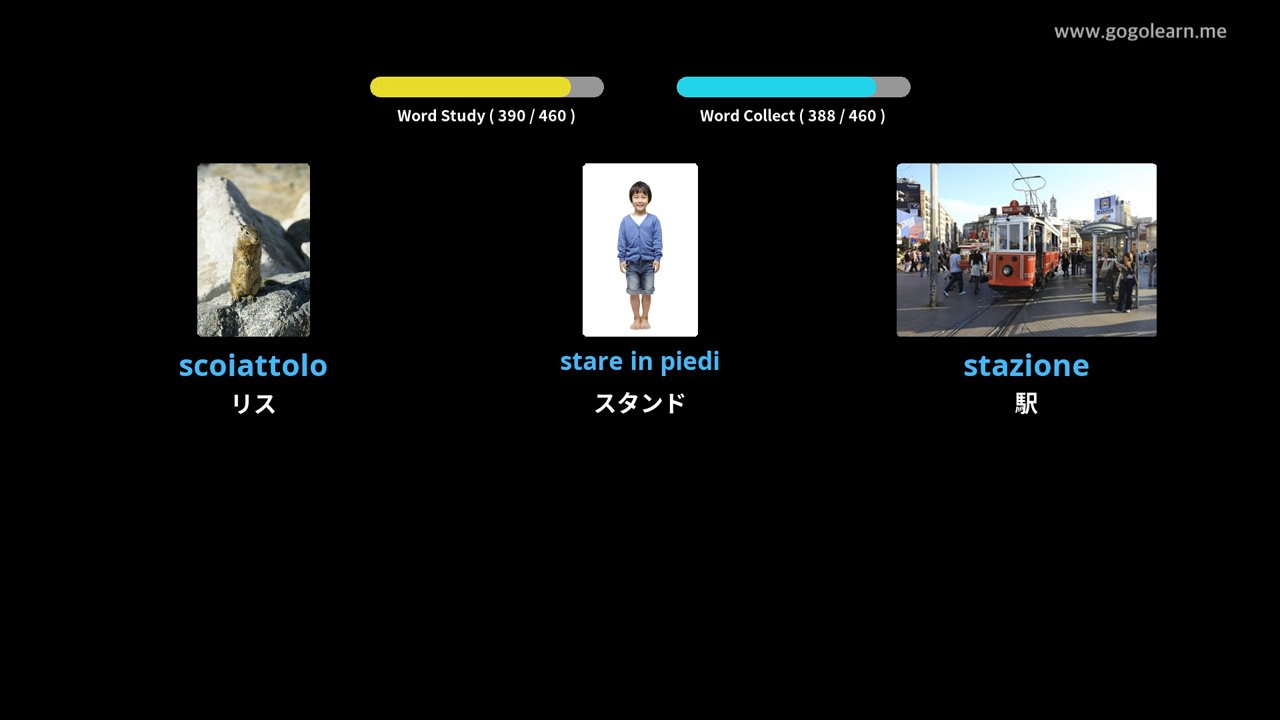 www.gogolearn.me
Word Study ( 390 / 460 )
Word Collect ( 388 / 460 )
scoiattolo
stare in piedi
stazione
リス
スタンド
駅